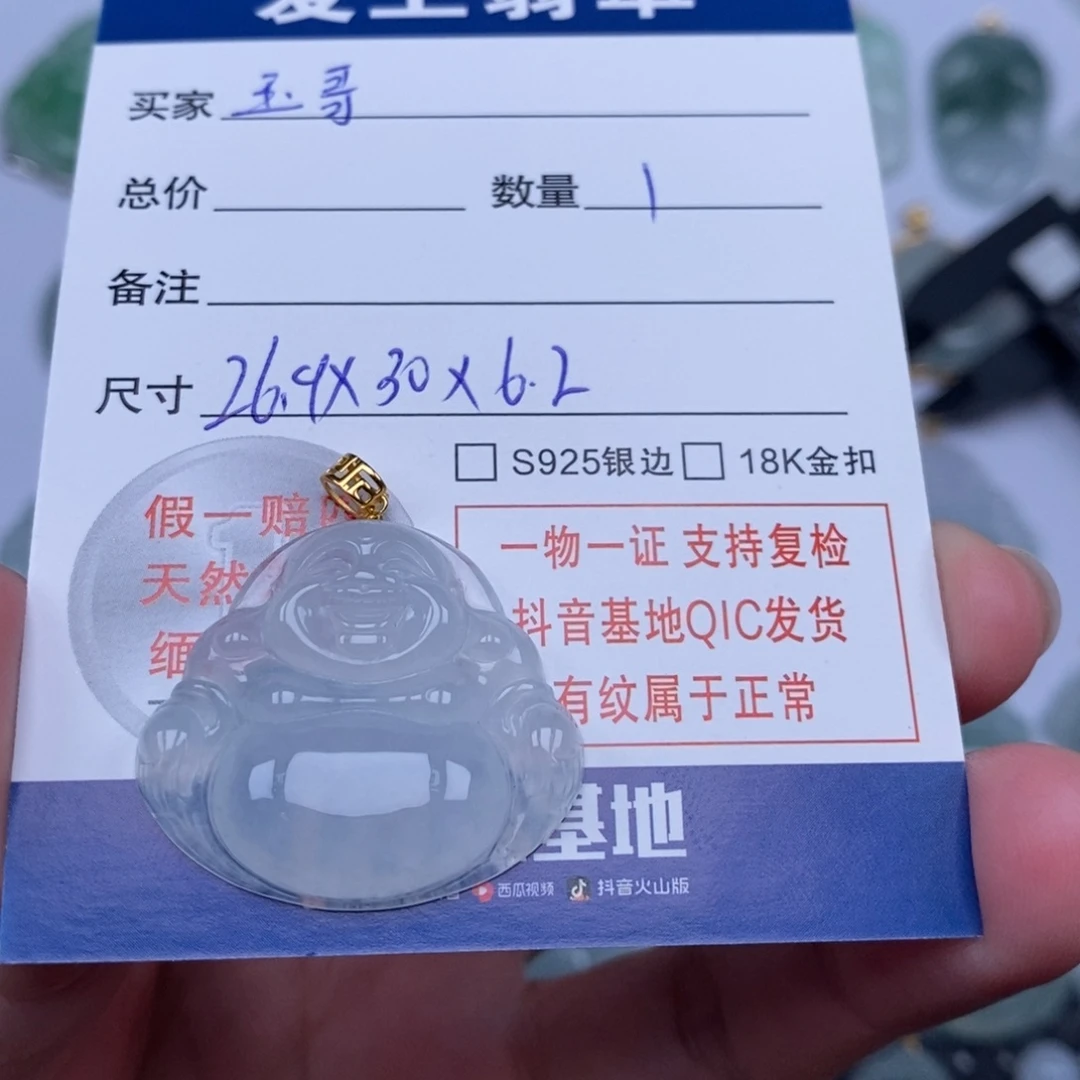 买家 玉哥
总价 数量 1
备注
尺寸 26.4X30X6.2
S925银边 18K金扣
假一赔
天然
缅
一物一证 支持复检
抖音基地QIC发货
有纹属于正常
基地
西瓜视频 抖音火山版